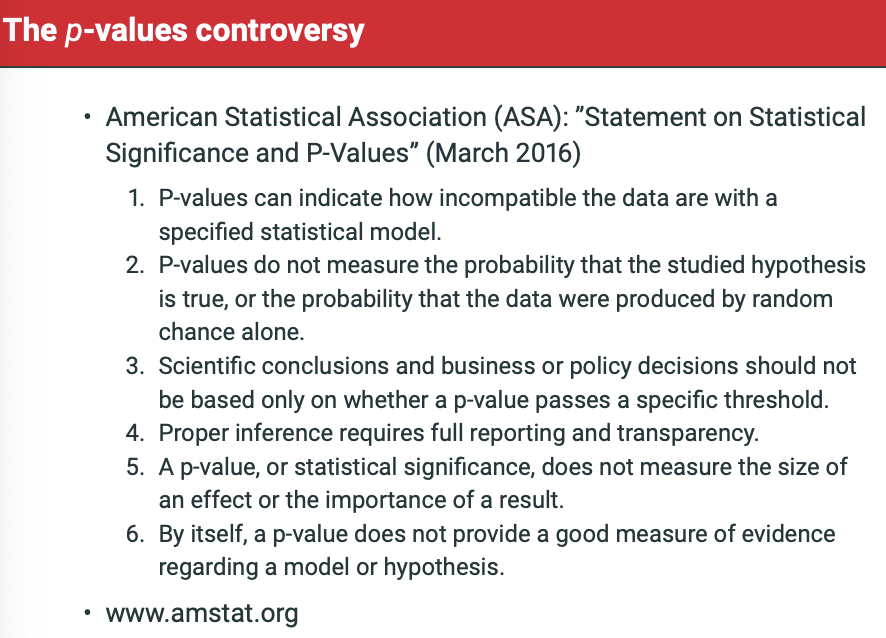 The p-values controversy
• American Statistical Association (ASA): ”Statement on Statistical
Significance and P-Values” (March 2016)
1. P-values can indicate how incompatible the data are with a
specified statistical model.
2. P-values do not measure the probability that the studied hypothesis
is true, or the probability that the data were produced by random
chance alone.
3. Scientific conclusions and business or policy decisions should not
be based only on whether a p-value passes a specific threshold.
4. Proper inference requires full reporting and transparency.
5. A p-value, or statistical significance, does not measure the size of
an effect or the importance of a result.
6. By itself, a p-value does not provide a good measure of evidence
regarding a model or hypothesis.
• www.amstat.org